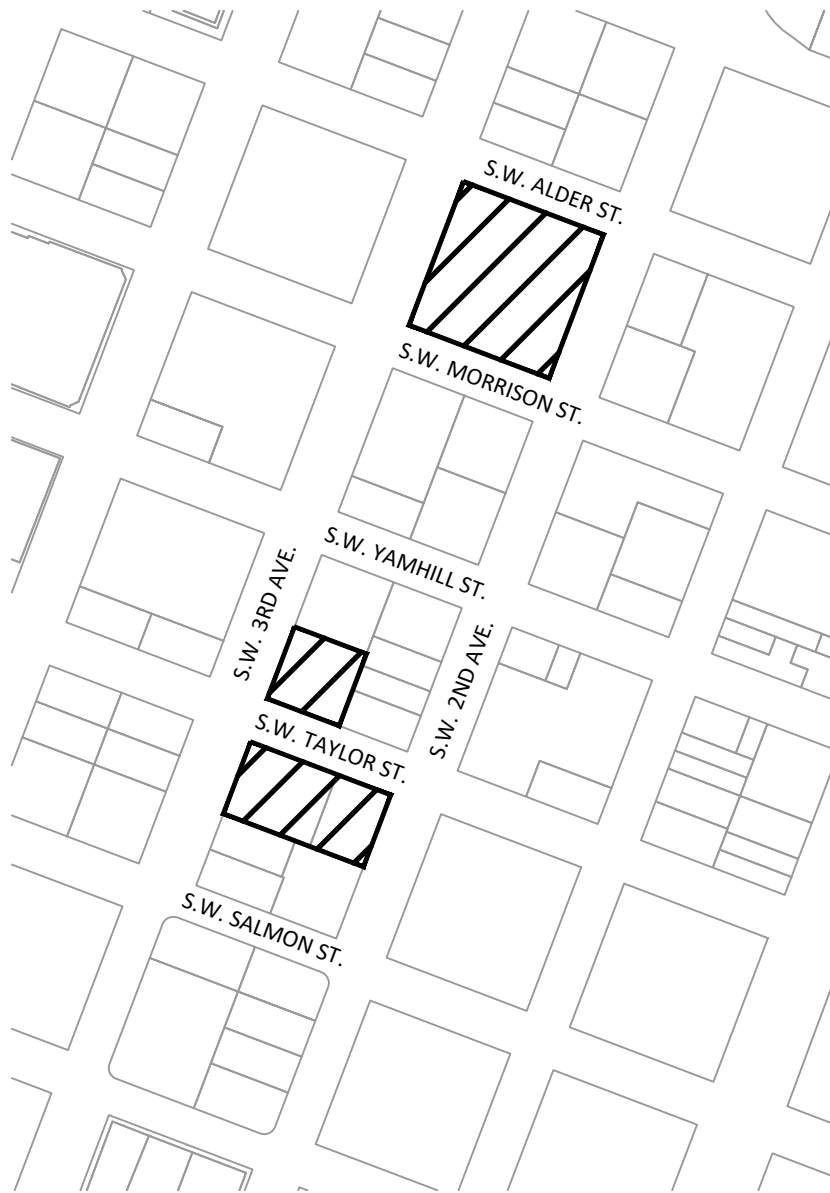 S.W. ALDER ST.
S.W. MORRISON ST.
S.W. YAMHILL ST.
S.W. 3RD AVE.
S.W. 2ND AVE.
S.W. TAYLOR ST.
S.W. SALMON ST.